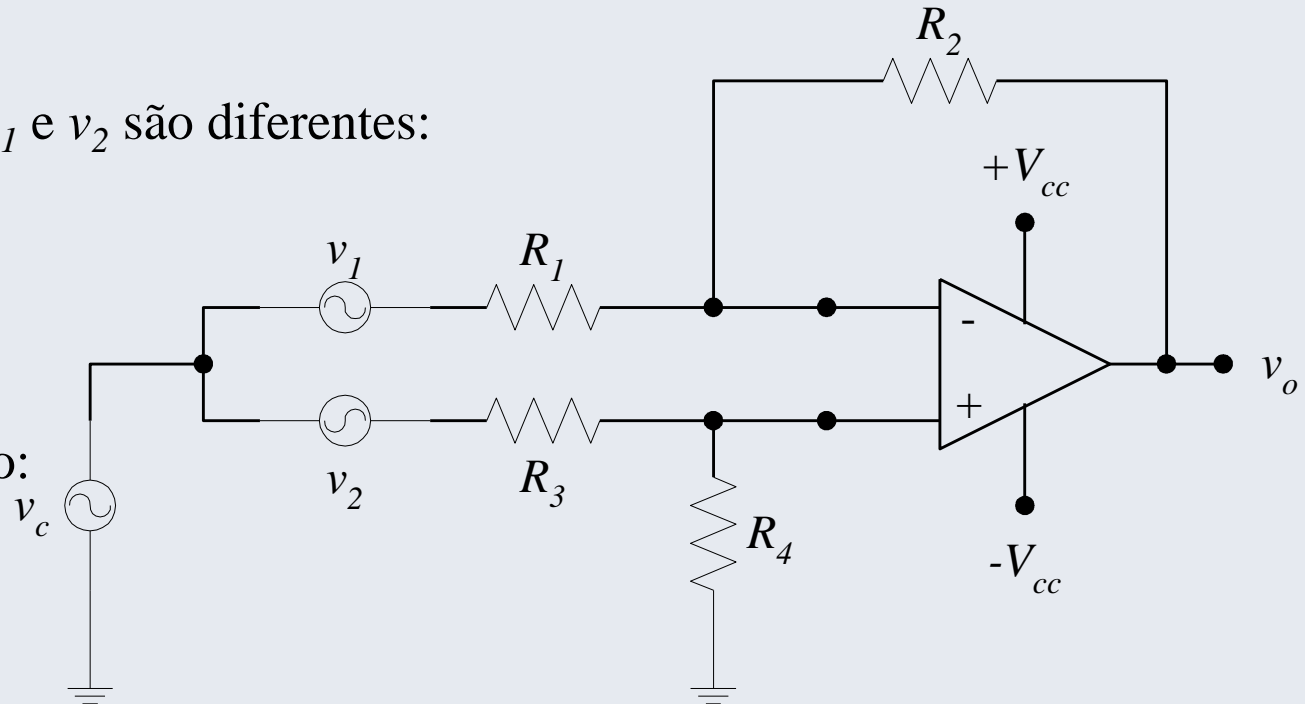 R2
1 e v2 são diferentes:
+Vcc
v1
R1
-
vo
+
o:
vc
v2
R3
R4
-Vcc